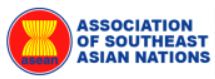 asean
ASSOCIATION
OF SOUTHEAST
ASIAN NATIONS